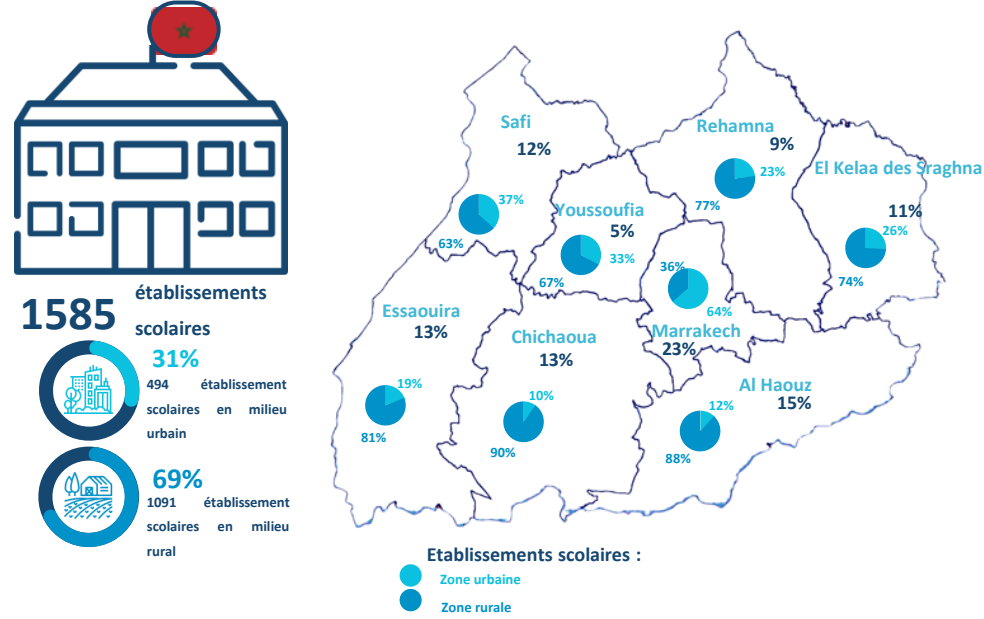 1585 établissements
scolaires
31%
494 établissement
scolaires en milieu
urbain
69%
1091 établissement
scolaires en milieu
rural
Safi
12%
37%
63%
Youssoufia
5%
33%
67%
Rehamna
9%
23%
77%
El Kelaa des Sraghna
11%
26%
74%
Essaouira
13%
19%
81%
Chichaoua
13%
10%
90%
36%
64%
Marrakech
23%
Al Haouz
15%
12%
88%
Etablissements scolaires :
Zone urbaine
Zone rurale